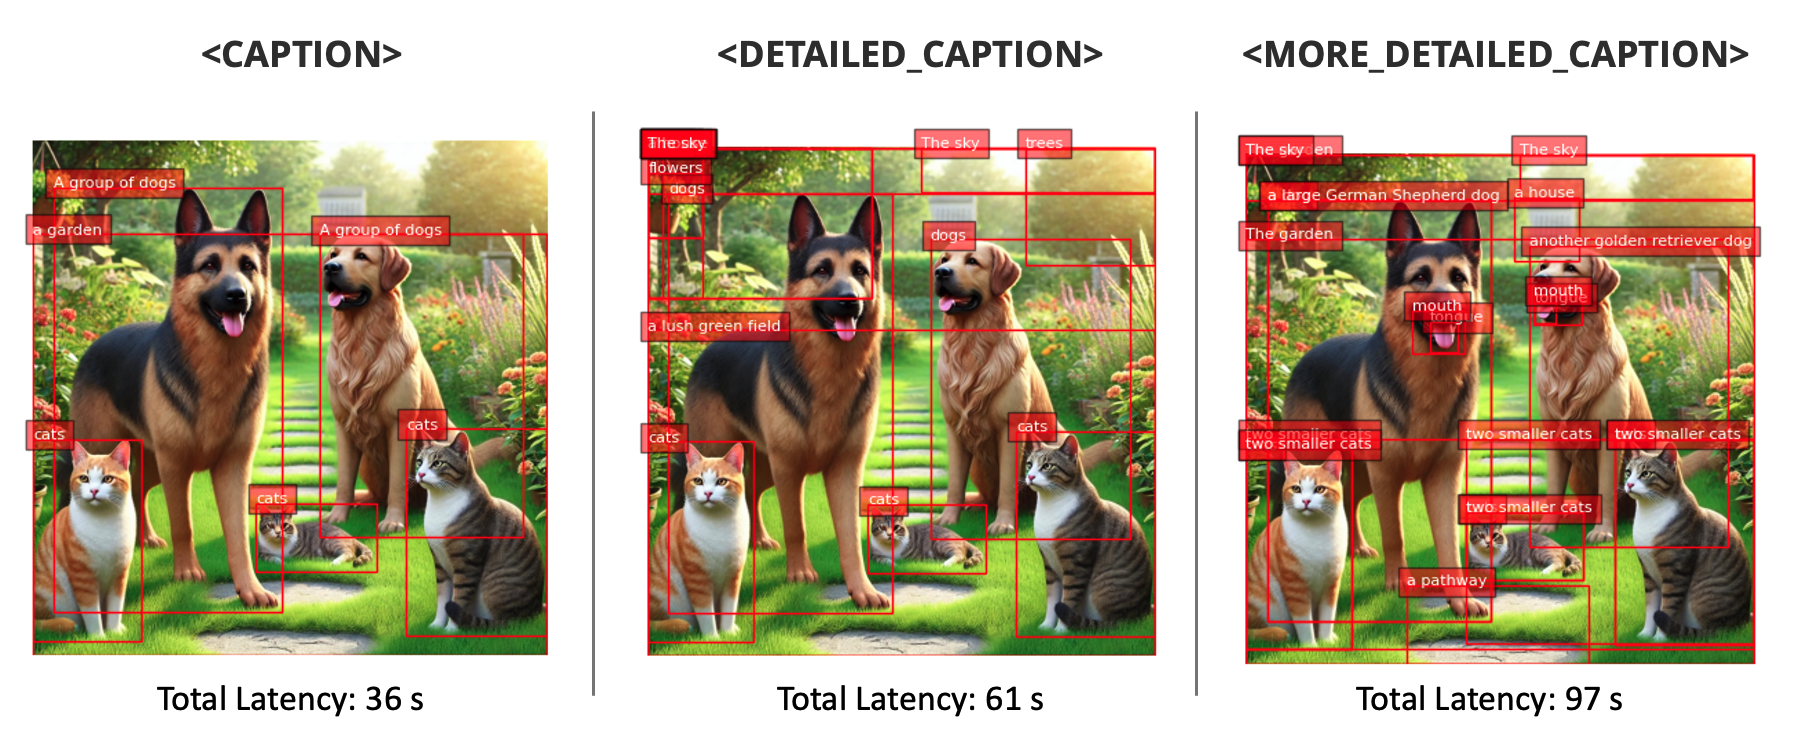 <CAPTION>
A group of dogs
a garden
A group of dogs
cats
cats
cats
Total Latency: 36 s
<DETAILED_CAPTION>
The sky
The sky
trees
flowers
dogs
dogs
a lush green field
cats
cats
cats
Total Latency: 61 s
<MORE_DETAILED_CAPTION>
The sky
The sky
a large German Shepherd dog
a house
The garden
another golden retriever dog
mouth
tongue
mouth
tongue
two smaller cats
two smaller cats
two smaller cats
two smaller cats
two smaller cats
a pathway
Total Latency: 97 s